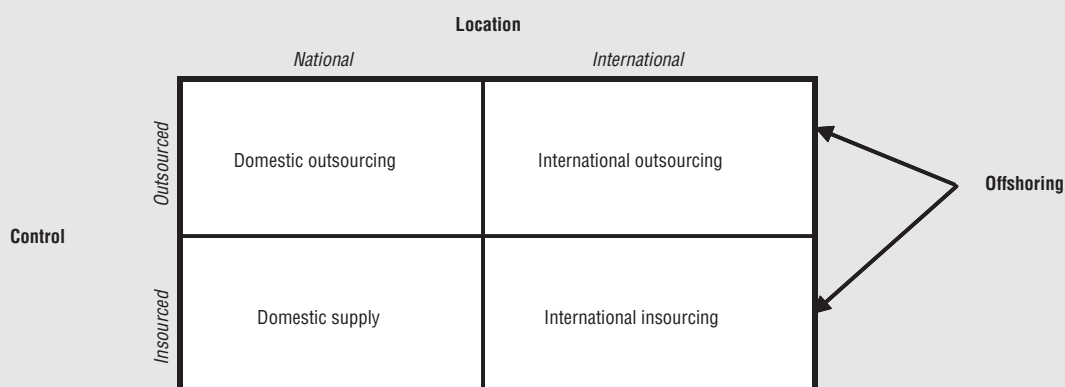 Location
National International
Outsourced
Domestic outsourcing International outsourcing
Offshoring
Control
Insourced
Domestic supply International insourcing